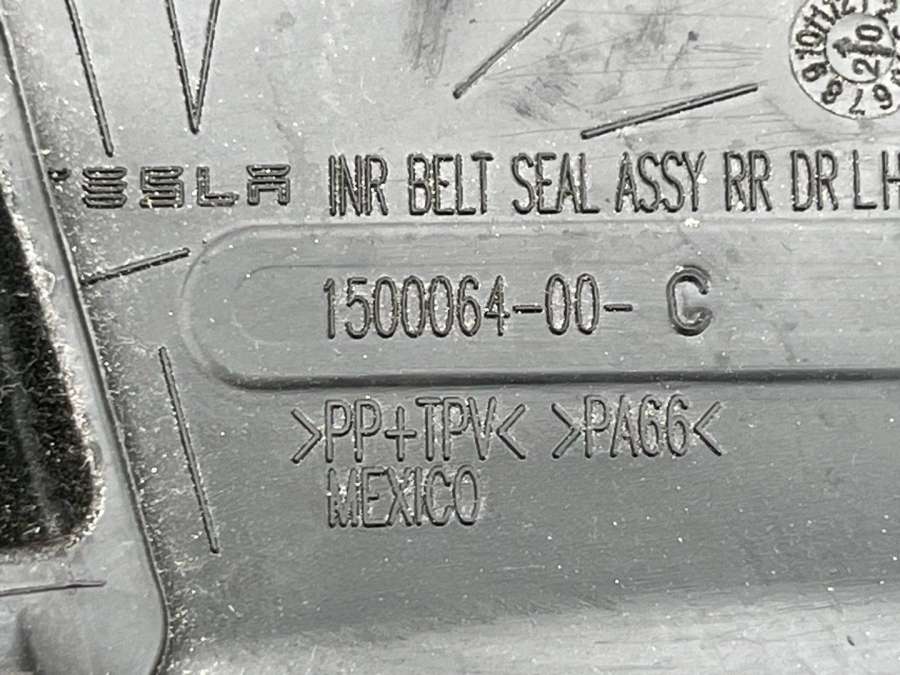 TESLA INR BELT SEAL ASSY RR DR LH
1500064-00-C
>PP+TPV< >PA66<
MEXICO